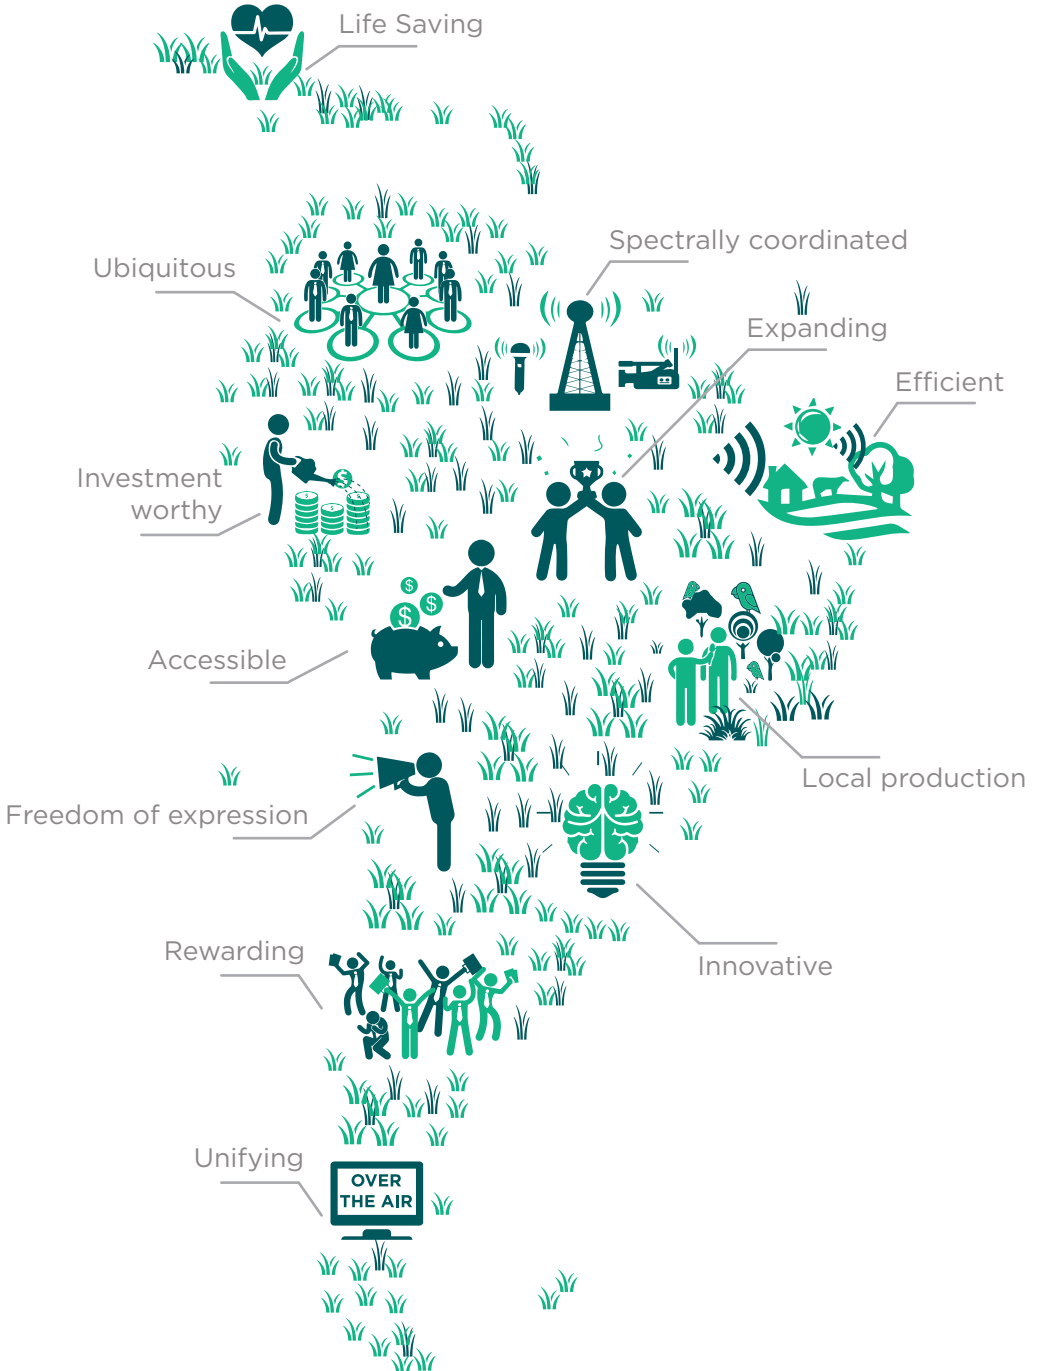 Life Saving
Spectrally coordinated
Ubiquitous
Expanding
Efficient
Investment
worthy
$
$
$
$
$
$
$
Accessible
Local production
Freedom of expression
Rewarding
Innovative
Unifying
OVER
THE AIR